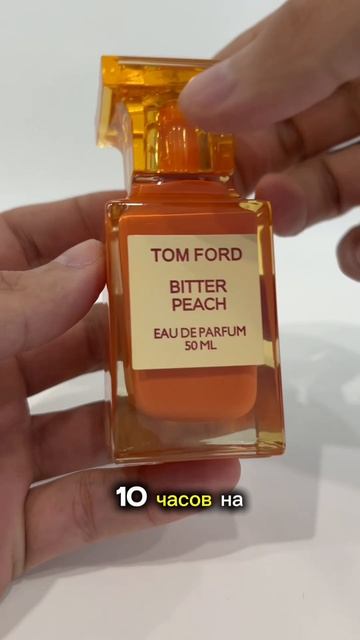 TOM FORD
BITTER
PEACH
EAU DE PARFUM
50 ML
10 часов на